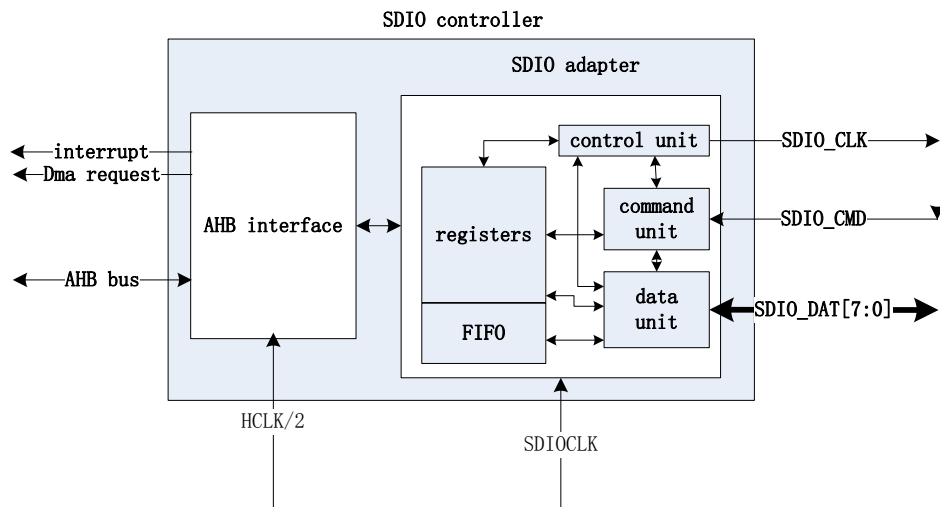 SDIO controller
SDIO adapter
control unit
SDIO_CLK
interrupt
Dma request
AHB interface
registers
command
unit
SDIO_CMD
AHB bus
data
unit
SDIO_DAT[7:0]
FIFO
HCLK/2
SDIOCLK